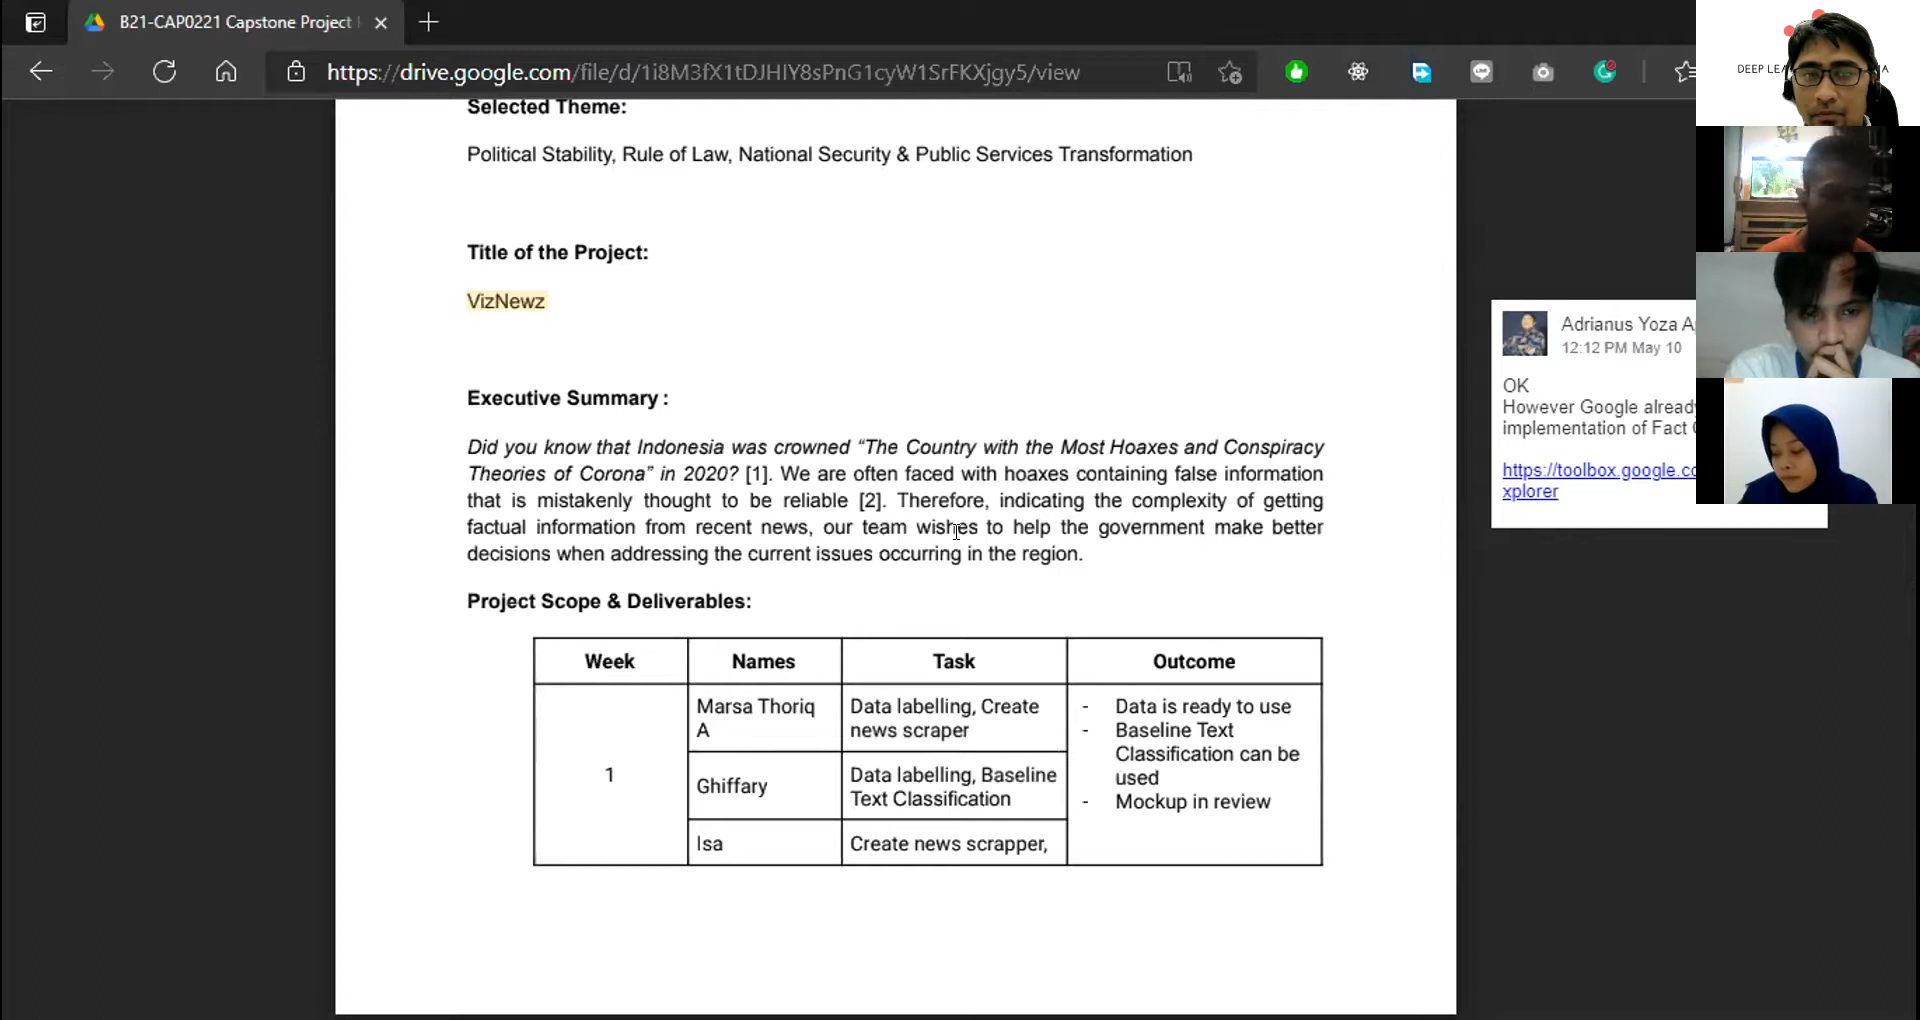 B21-CAP0221 Capstone Project
https://drive.google.com/file/d/1i8M3fX1tDJHIY8sPnG1cyW1SrFKXjgy5/view
DEEP LEA
Selected Theme:
Political Stability, Rule of Law, National Security & Public Services Transformation
Title of the Project:
VizNewz
Executive Summary :
Did you know that Indonesia was crowned “The Country with the Most Hoaxes and Conspiracy
Theories of Corona” in 2020? [1]. We are often faced with hoaxes containing false information
that is mistakenly thought to be reliable [2]. Therefore, indicating the complexity of getting
factual information from recent news, our team wishes to help the government make better
decisions when addressing the current issues occurring in the region.
Project Scope & Deliverables:
Week Names Task Outcome
1
Marsa Thoriq
A
Data labelling, Create
news scraper
Ghiffary
Data labelling, Baseline
Text Classification
Isa
Create news scrapper,
- Data is ready to use
- Baseline Text
Classification can be
used
- Mockup in review
Adrianus Yoza A
12:12 PM May 10
OK
However Google already
implementation of Fact
https://toolbox.google.co
xplorer